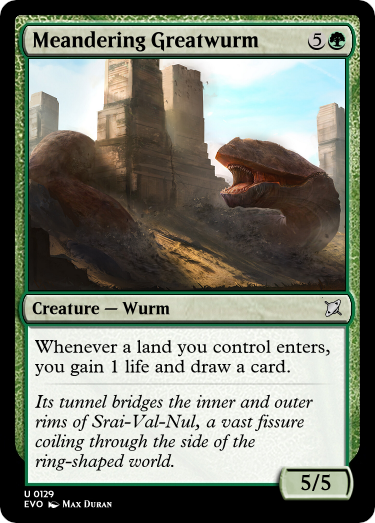 Meandering Greatwurm 5
Creature — Wurm
Whenever a land you control enters,
you gain 1 life and draw a card.
Its tunnel bridges the inner and outer
rims of Srai-Val-Nul, a vast fissure
coiling through the side of the
ring-shaped world.
5/5
U 0129
EVO Max Duran